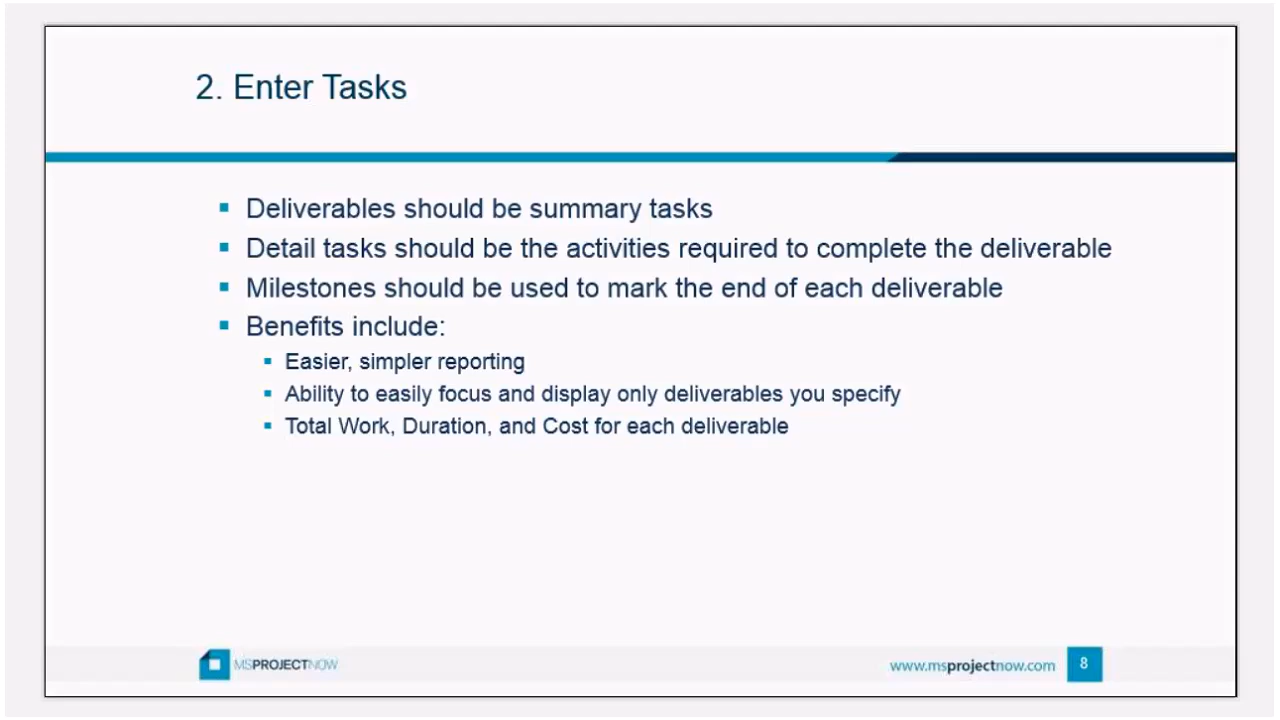 2. Enter Tasks
Deliverables should be summary tasks
Detail tasks should be the activities required to complete the deliverable
Milestones should be used to mark the end of each deliverable
Benefits include:
Easier, simpler reporting
Ability to easily focus and display only deliverables you specify
Total Work, Duration, and Cost for each deliverable
MSPROJECTNOW
www.msprojectnow.com
8